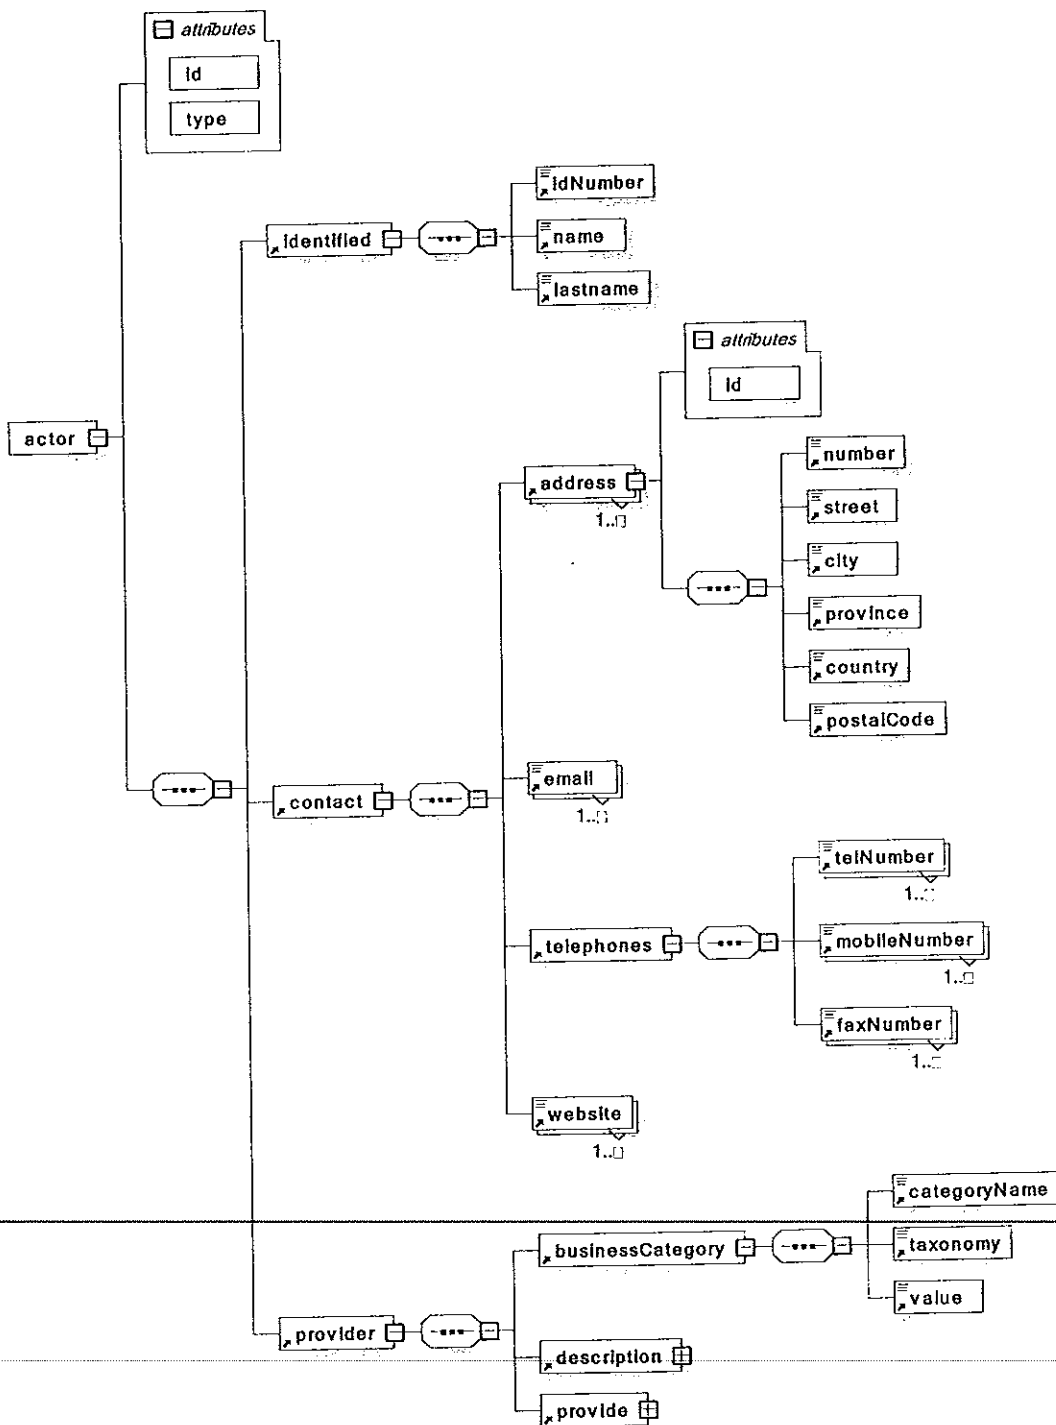 attributes
id
type
idNumber
identified
name
lastname
attributes
id
actor
number
address
street
1..
city
province
country
postalCode
email
contact
1..
telNumber
1..
telephones
mobileNumber
1..
faxNumber
1..
website
1..
categoryName
businessCategory
taxonomy
value
provider
description
provide